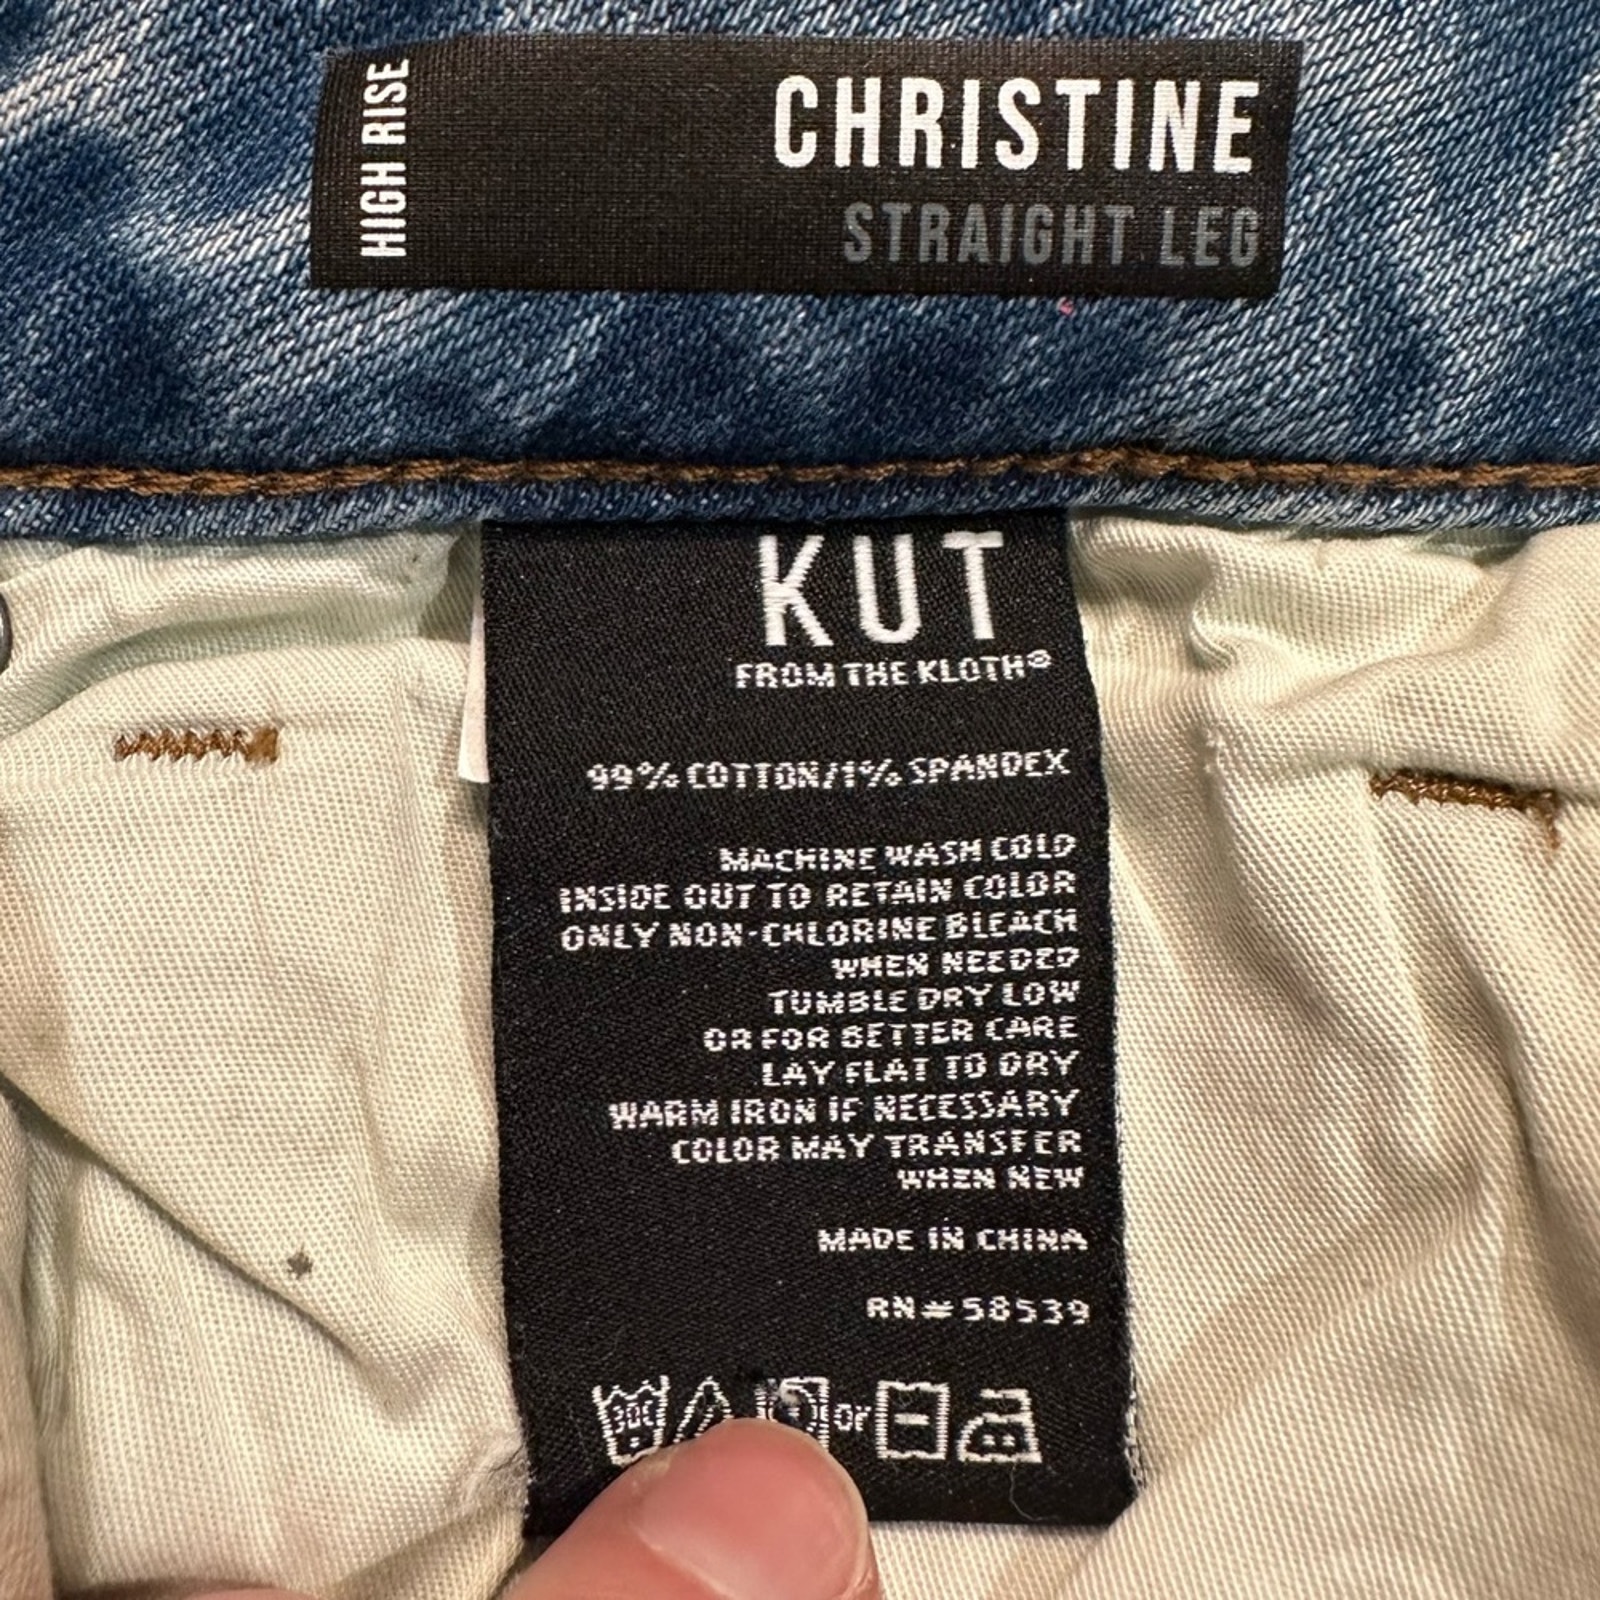 HIGH RISE
CHRISTINE
STRAIGHT LEG
KUT
FROM THE KLOTH®
99% COTTON/1% SPANDEX
MACHINE WASH COLD
INSIDE OUT TO RETAIN COLOR
ONLY NON-CHLORINE BLEACH
WHEN NEEDED
TUMBLE DRY LOW
OR FOR BETTER CARE
LAY FLAT TO DRY
WARM IRON IF NECESSARY
COLOR MAY TRANSFER
WHEN NEW
MADE IN CHINA
RN#58539
30C or